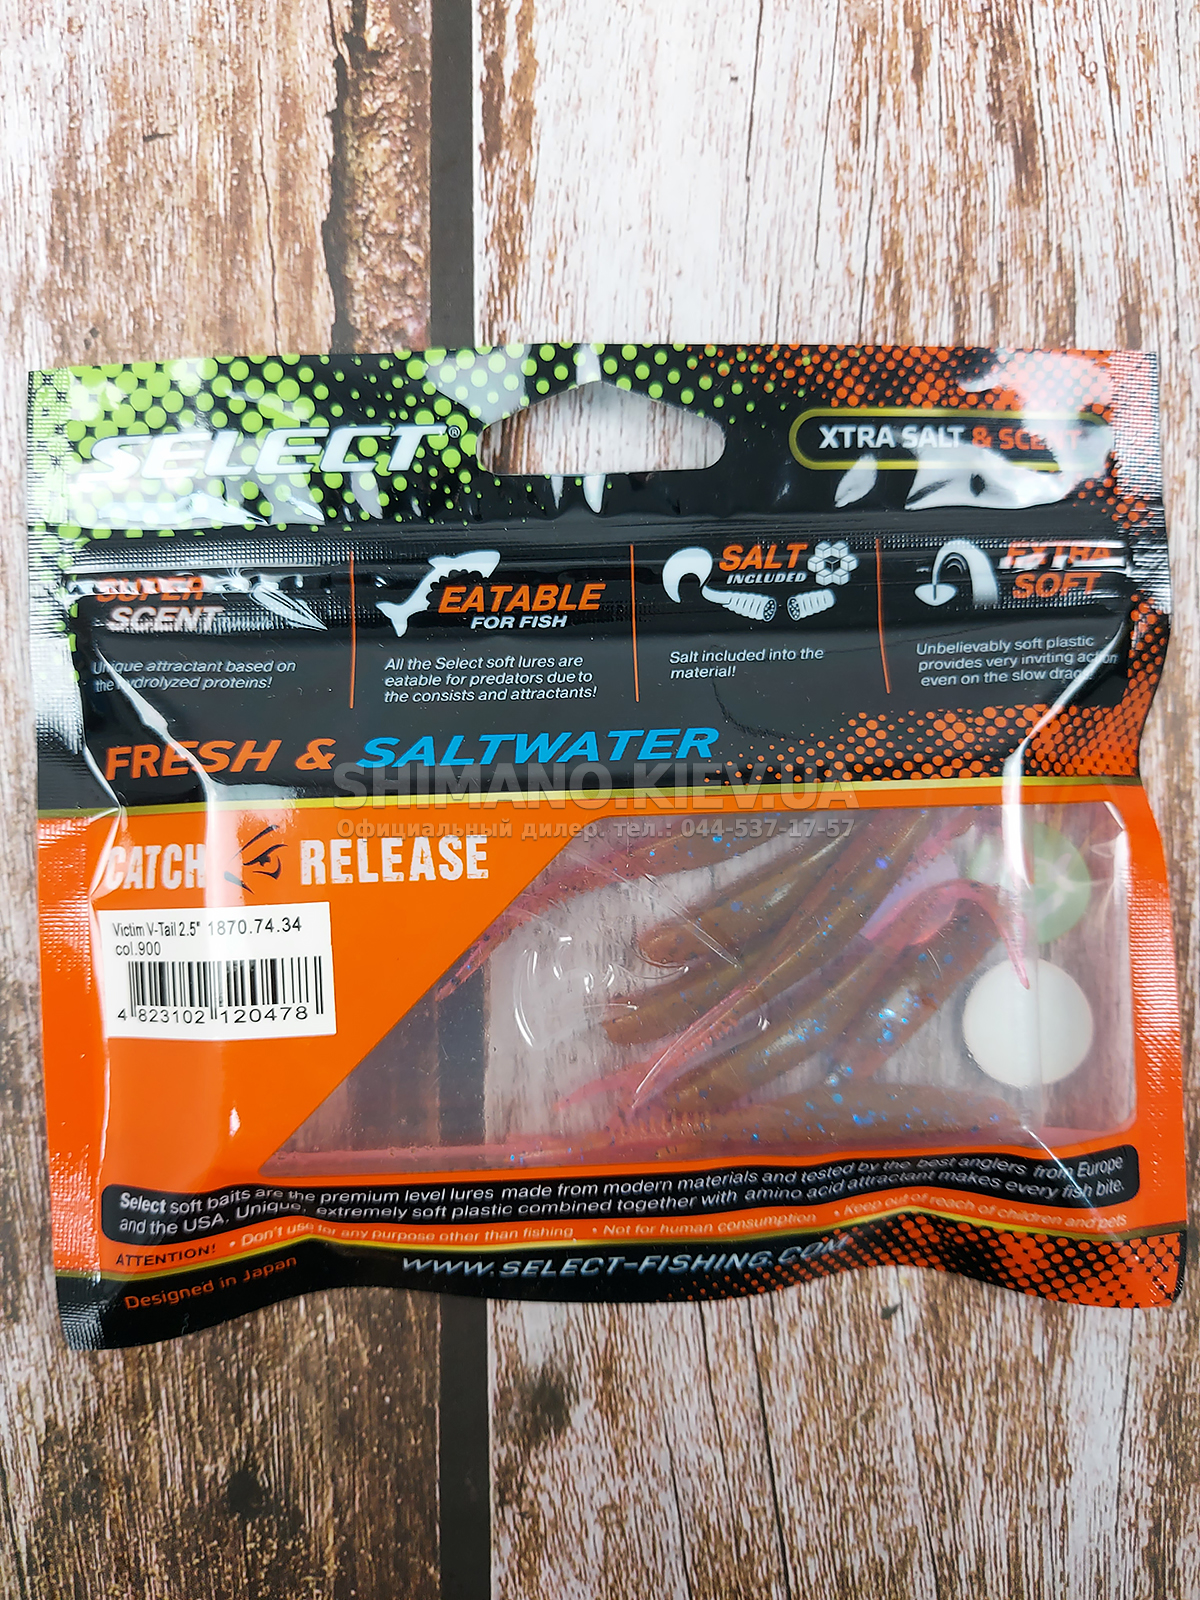 SELECT®
XTRA SALT & SCENT
SUPER
SCENT
Unique attractant based on
the hydrolyzed proteins!
EATABLE
FOR FISH
All the Select soft lures are
eatable for predators due to
the consists and attractants!
SALT
INCLUDED
Salt included into the
material!
EXTRA
SOFT
Unbelievably soft plastic
provides very inviting action
even on the slow drag!
FRESH & SALTWATER
SHIMANO.KIEV.UA
Официальный дилер. тел.: 044-537-17-57
CATCH RELEASE
Victim V-Tail 2.5" 1870.74.34
col.900
4 823102 120478
Select soft baits are the premium level lures made from modern materials and tested by the best anglers from Europe
and the USA. Unique, extremely soft plastic combined together with amino acid attractant makes every fish bite.
ATTENTION! • Don't use for any purpose other than fishing • Not for human consumption • Keep out of reach of children and pets
WWW.SELECT-FISHING.COM
Designed in Japan